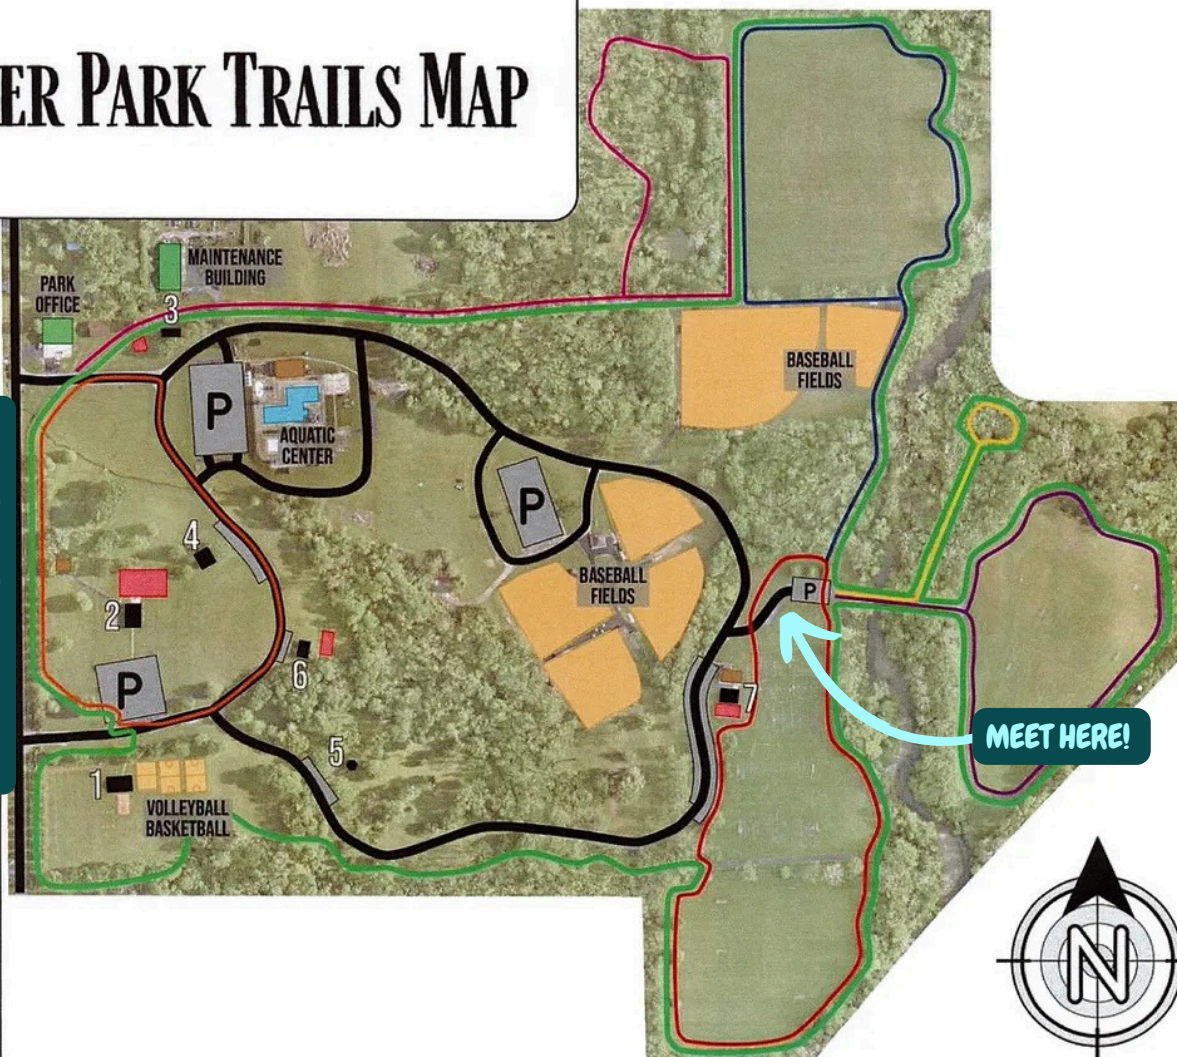 ER PARK TRAILS MAP
MAINTENANCE
BUILDING
PARK
OFFICE
3
P
AQUATIC
CENTER
BASEBALL
FIELDS
P
4
BASEBALL
FIELDS
P
2
6
P
7
MEET HERE!
5
1
VOLLEYBALL
BASKETBALL
N